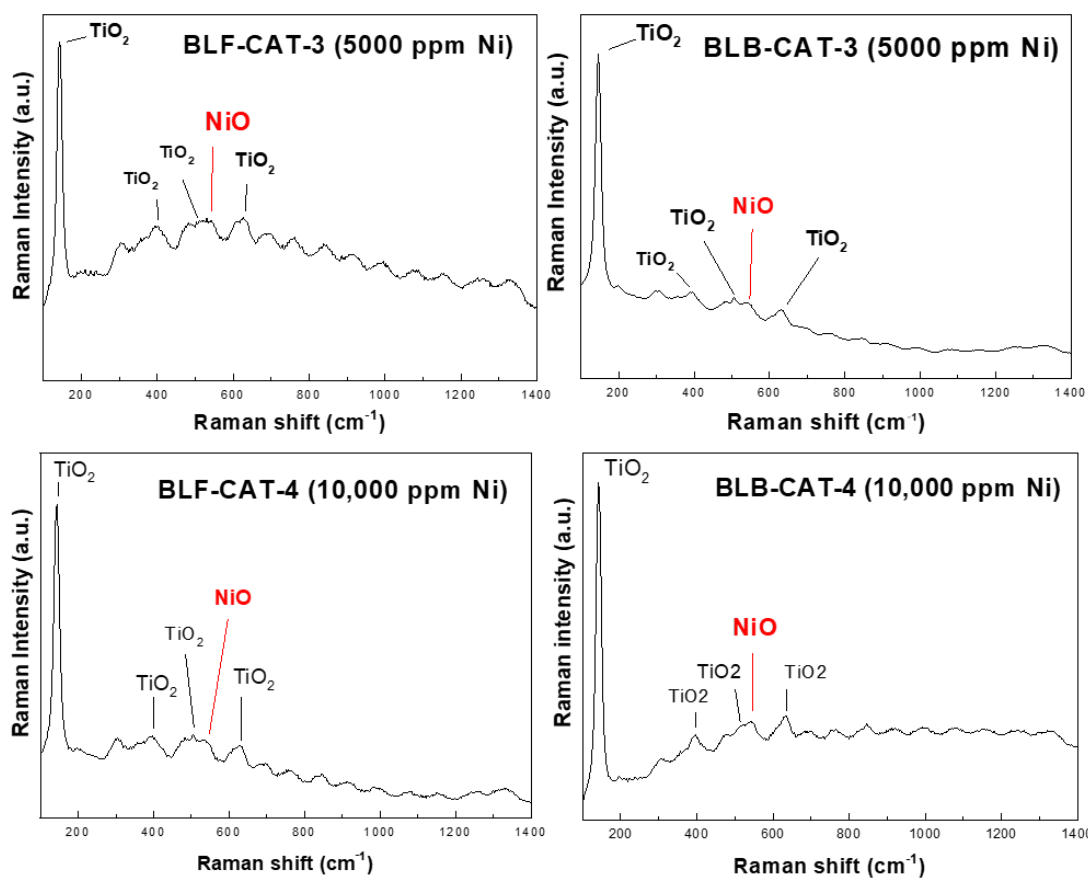 BLF-CAT-3 (5000 ppm Ni)
TiO2
NiO
TiO2
TiO2
TiO2
Raman Intensity (a.u.)
200 400 600 800 1000 1200 1400
Raman shift (cm-1)
BLB-CAT-3 (5000 ppm Ni)
TiO2
TiO2
NiO
TiO2
TiO2
Raman Intensity (a.u.)
200 400 600 800 1000 1200 1400
Raman shift (cm-1)
TiO2
BLF-CAT-4 (10,000 ppm Ni)
NiO
TiO2
TiO2
TiO2
Raman Intensity (a.u.)
200 400 600 800 1000 1200 1400
Raman shift (cm-1)
TiO2
BLB-CAT-4 (10,000 ppm Ni)
NiO
TiO2
TiO2
TiO2
Raman intensity (a.u.)
200 400 600 800 1000 1200 1400
Raman shift (cm-1)